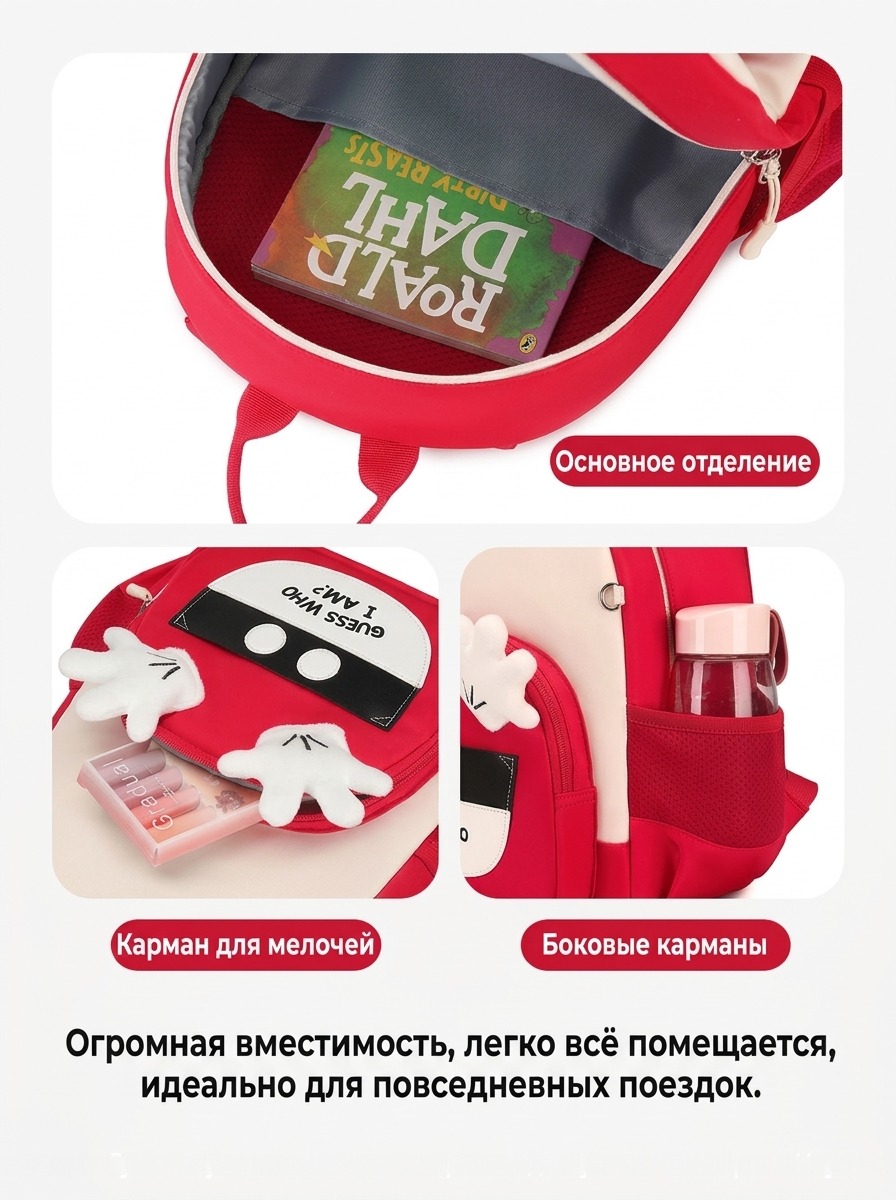 DIRTY BEASTS
ROALD
DAHL
Основное отделение
GUESS WHO
I AM.?
Gradual
Карман для мелочей
Боковые карманы
Огромная вместимость, легко всё помещается,
идеально для повседневных поездок.